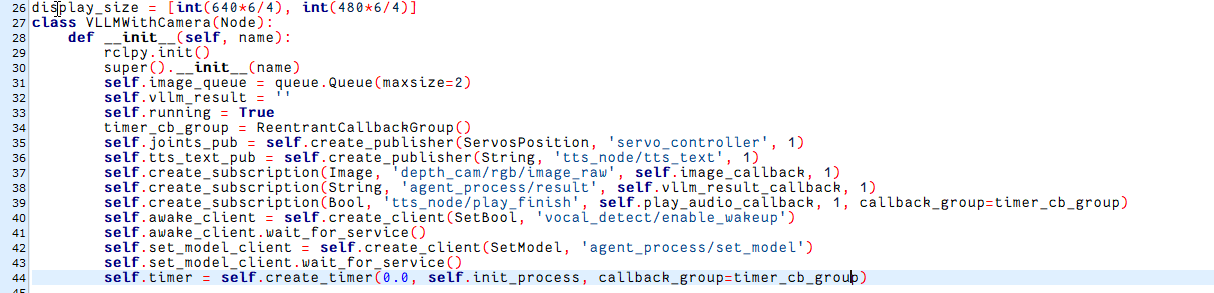 26 display_size = [int(640*6/4), int(480*6/4)]
27 class VLLMWithCamera(Node):
28     def __init__(self, name):
29         rclpy.init()
30         super().__init__(name)
31         self.image_queue = queue.Queue(maxsize=2)
32         self.vllm_result = ''
33         self.running = True
34         timer_cb_group = ReentrantCallbackGroup()
35         self.joints_pub = self.create_publisher(ServosPosition, 'servo_controller', 1)
36         self.tts_text_pub = self.create_publisher(String, 'tts_node/tts_text', 1)
37         self.create_subscription(Image, 'depth_cam/rgb/image_raw', self.image_callback, 1)
38         self.create_subscription(String, 'agent_process/result', self.vllm_result_callback, 1)
39         self.create_subscription(Bool, 'tts_node/play_finish', self.play_audio_callback, 1, callback_group=timer_cb_group)
40         self.awake_client = self.create_client(SetBool, 'vocal_detect/enable_wakeup')
41         self.awake_client.wait_for_service()
42         self.set_model_client = self.create_client(SetModel, 'agent_process/set_model')
43         self.set_model_client.wait_for_service()
44         self.timer = self.create_timer(0.0, self.init_process, callback_group=timer_cb_group)